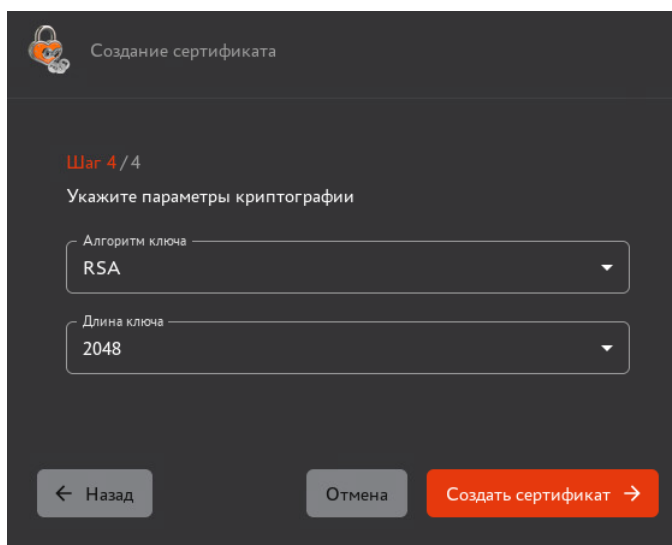 Создание сертификата
Шаг 4/4
Укажите параметры криптографии
Алгоритм ключа
RSA
Длина ключа
2048
Назад
Отмена
Создать сертификат